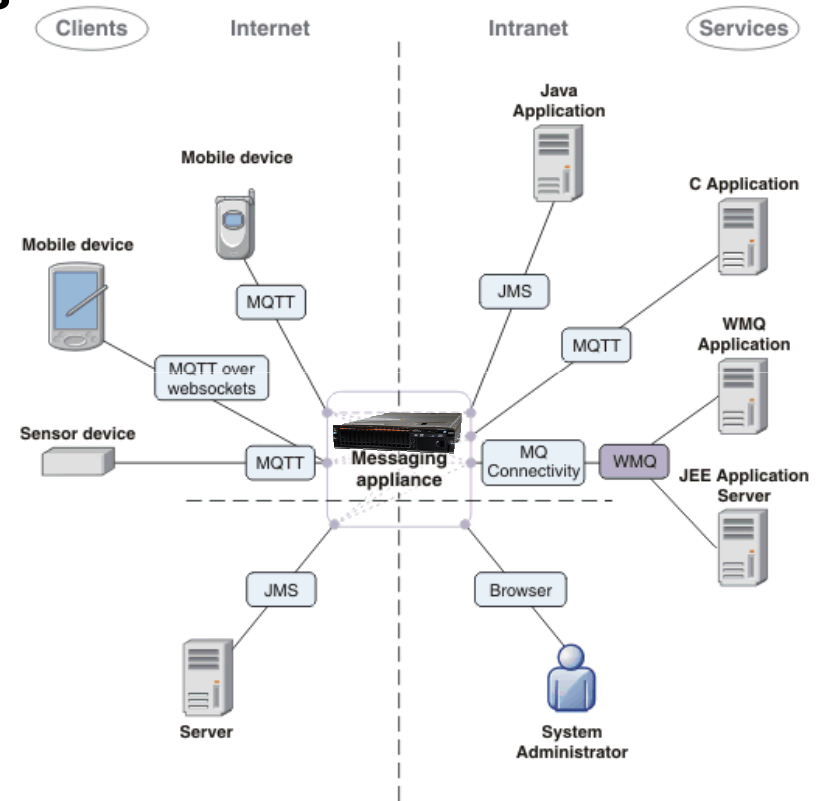 Clients
Internet
Intranet
Services
Java
Application
Mobile device
C Application
Mobile device
MQTT
JMS
WMQ
Application
MQTT
MQTT over
websockets
Sensor device
MQTT
Messaging
appliance
MQ
Connectivity
WMQ
JEE Application
Server
JMS
Browser
Server
System
Administrator